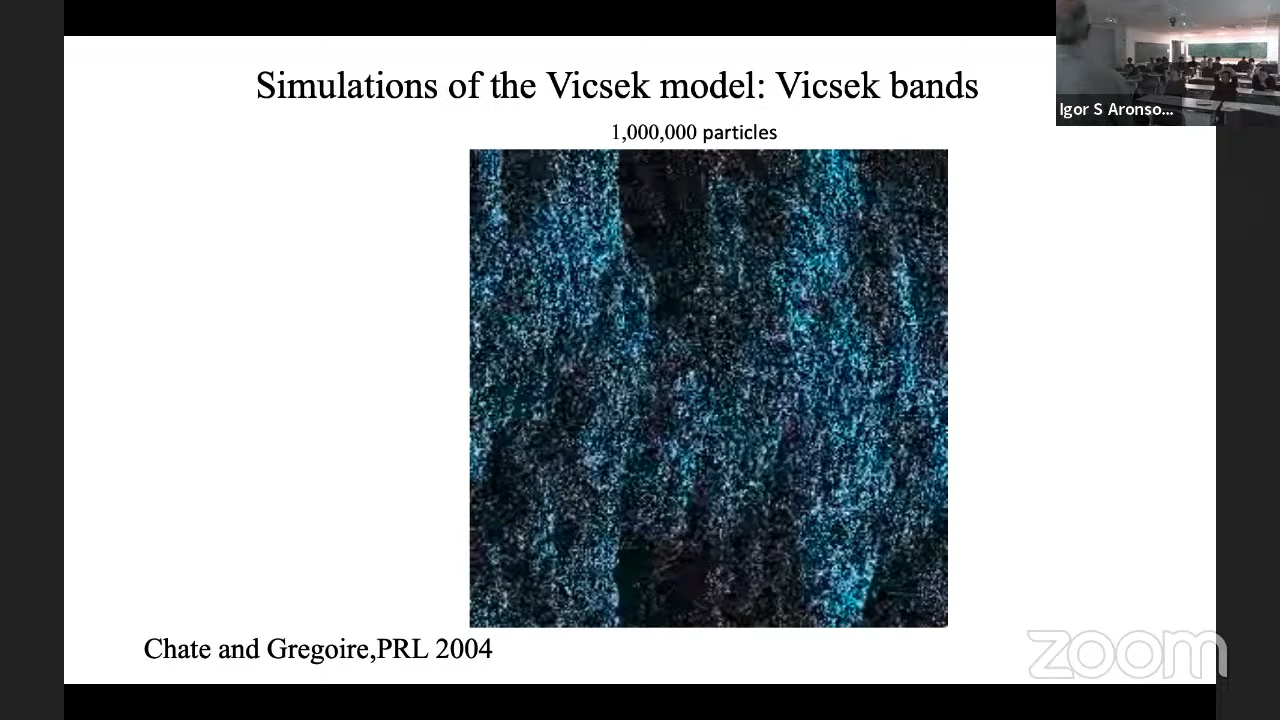 Simulations of the Vicsek model: Vicsek bands
1,000,000 particles
Igor S Aronso...
Chate and Gregoire,PRL 2004
zoom